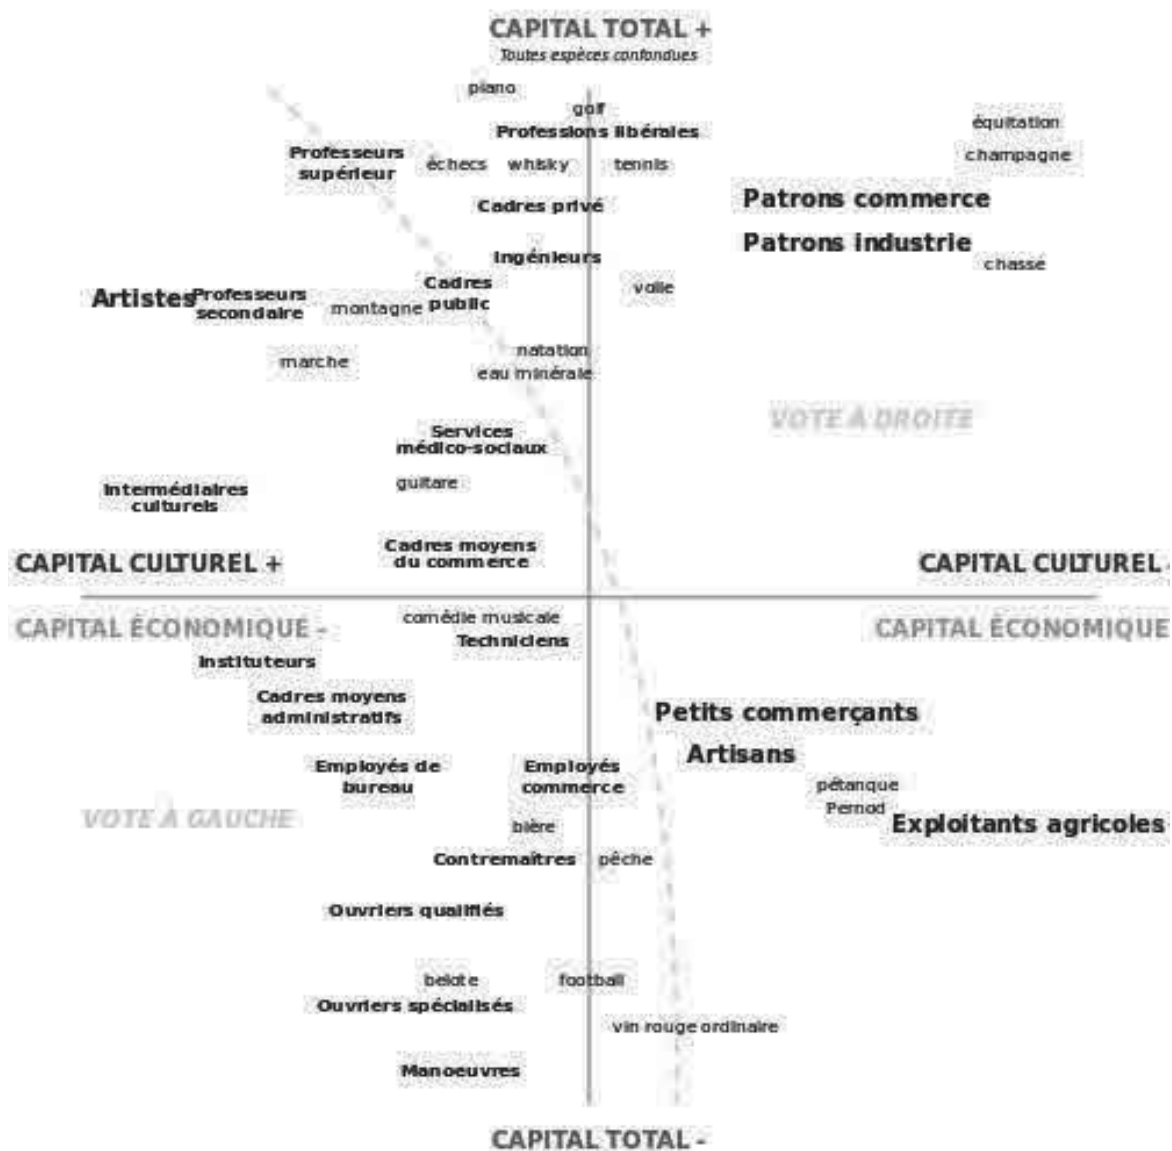 CAPITAL TOTAL +
Toutes espèces confondues
piano
golf
Professions libérales
équitation
champagne
Professeurs
supérieur
échecs
whisky
tennis
Cadres privé
Patrons commerce
Patrons industrie
Ingénieurs
chasse
Cadres
public
voile
Artistes
Professeurs
secondaire
montagne
natation
marche
eau minérale
VOTE À DROITE
Services
médico-sociaux
guitare
Intermédiaires
culturels
Cadres moyens
du commerce
CAPITAL CULTUREL +
CAPITAL CULTUREL -
comédie musicale
CAPITAL ÉCONOMIQUE -
CAPITAL ÉCONOMIQUE
Techniciens
Instituteurs
Cadres moyens
administratifs
Petits commerçants
Artisans
Employés de
bureau
Employés
commerce
pétanque
Pernod
VOTE À GAUCHE
bière
Exploitants agricoles
Contremaîtres
pêche
Ouvriers qualifiés
belote
football
Ouvriers spécialisés
vin rouge ordinaire
Manoeuvres
CAPITAL TOTAL -